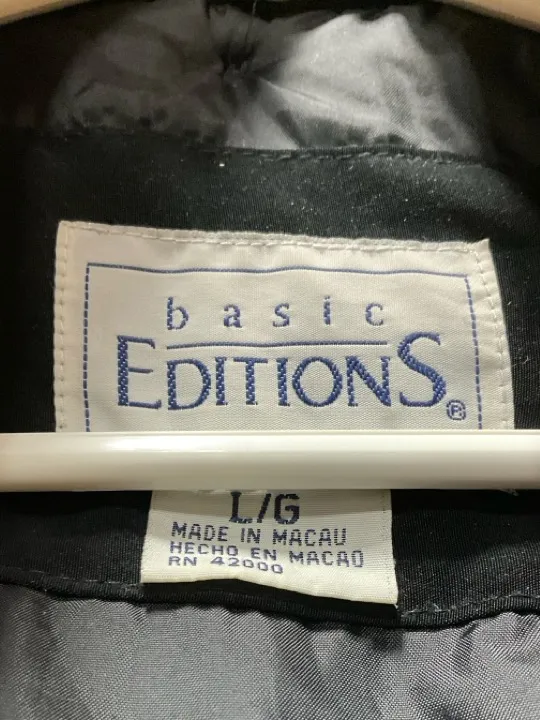 basic
EDITIONS®
L/G
MADE IN MACAU
HECHO EN MACAO
RN 42000